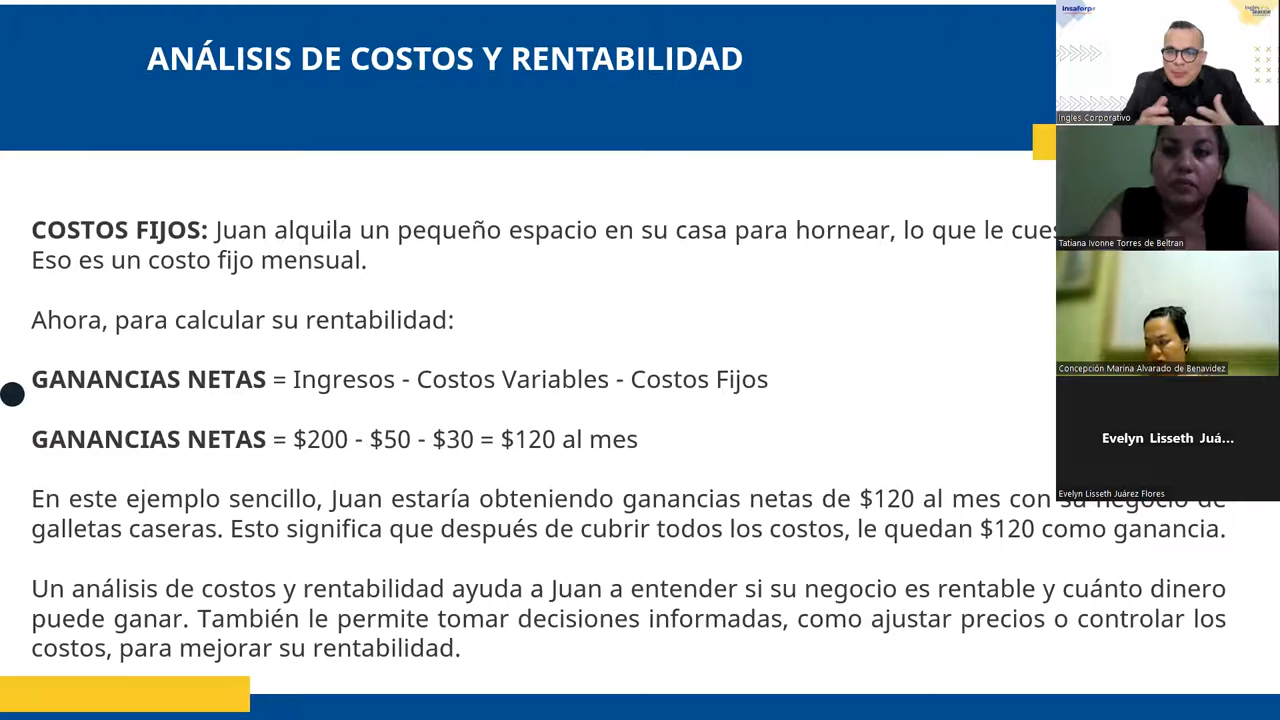 ANÁLISIS DE COSTOS Y RENTABILIDAD
COSTOS FIJOS: Juan alquila un pequeño espacio en su casa para hornear, lo que le
Eso es un costo fijo mensual.
Ahora, para calcular su rentabilidad:
GANANCIAS NETAS = Ingresos - Costos Variables - Costos Fijos
GANANCIAS NETAS = $200 - $50 - $30 = $120 al mes
En este ejemplo sencillo, Juan estaría obteniendo ganancias netas de $120 al mes con su negocio de
galletas caseras. Esto significa que después de cubrir todos los costos, le quedan $120 como ganancia.
Un análisis de costos y rentabilidad ayuda a Juan a entender si su negocio es rentable y cuánto dinero
puede ganar. También le permite tomar decisiones informadas, como ajustar precios o controlar los
costos, para mejorar su rentabilidad.
insaforp
Ingles Corporativo
Tatiana Ivonne Torres de Beltran
Concepción Marina Alvarado de Benavidez
Evelyn Lisseth Juá...
Evelyn Lisseth Juárez Flores